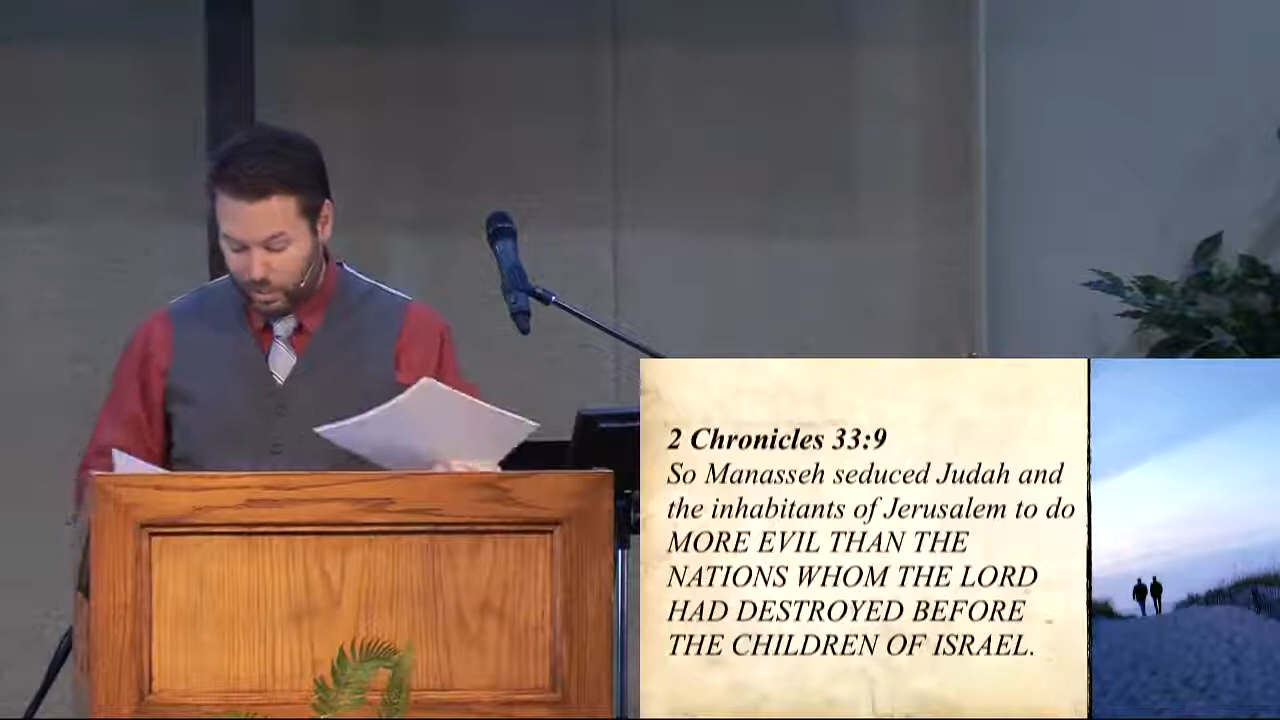 2 Chronicles 33:9
So Manasseh seduced Judah and
the inhabitants of Jerusalem to do
MORE EVIL THAN THE
NATIONS WHOM THE LORD
HAD DESTROYED BEFORE
THE CHILDREN OF ISRAEL.